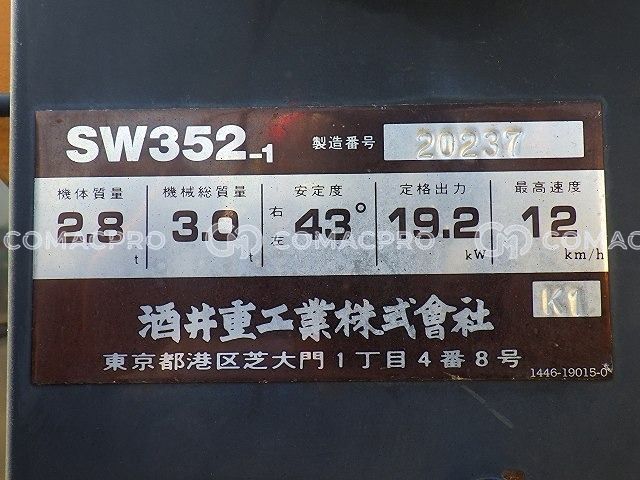 SW352-1 製造番号 20237
機体質量 機械総質量 安定度 定格出力 最高速度
2.8 t 3.0 t 右 左 43° 19.2 kW 12 km/h
COMACPRO COMACPRO COMACPRO
K1
酒井重工業株式會社
東京都港区芝大門1丁目4番8号
1446-19015-0